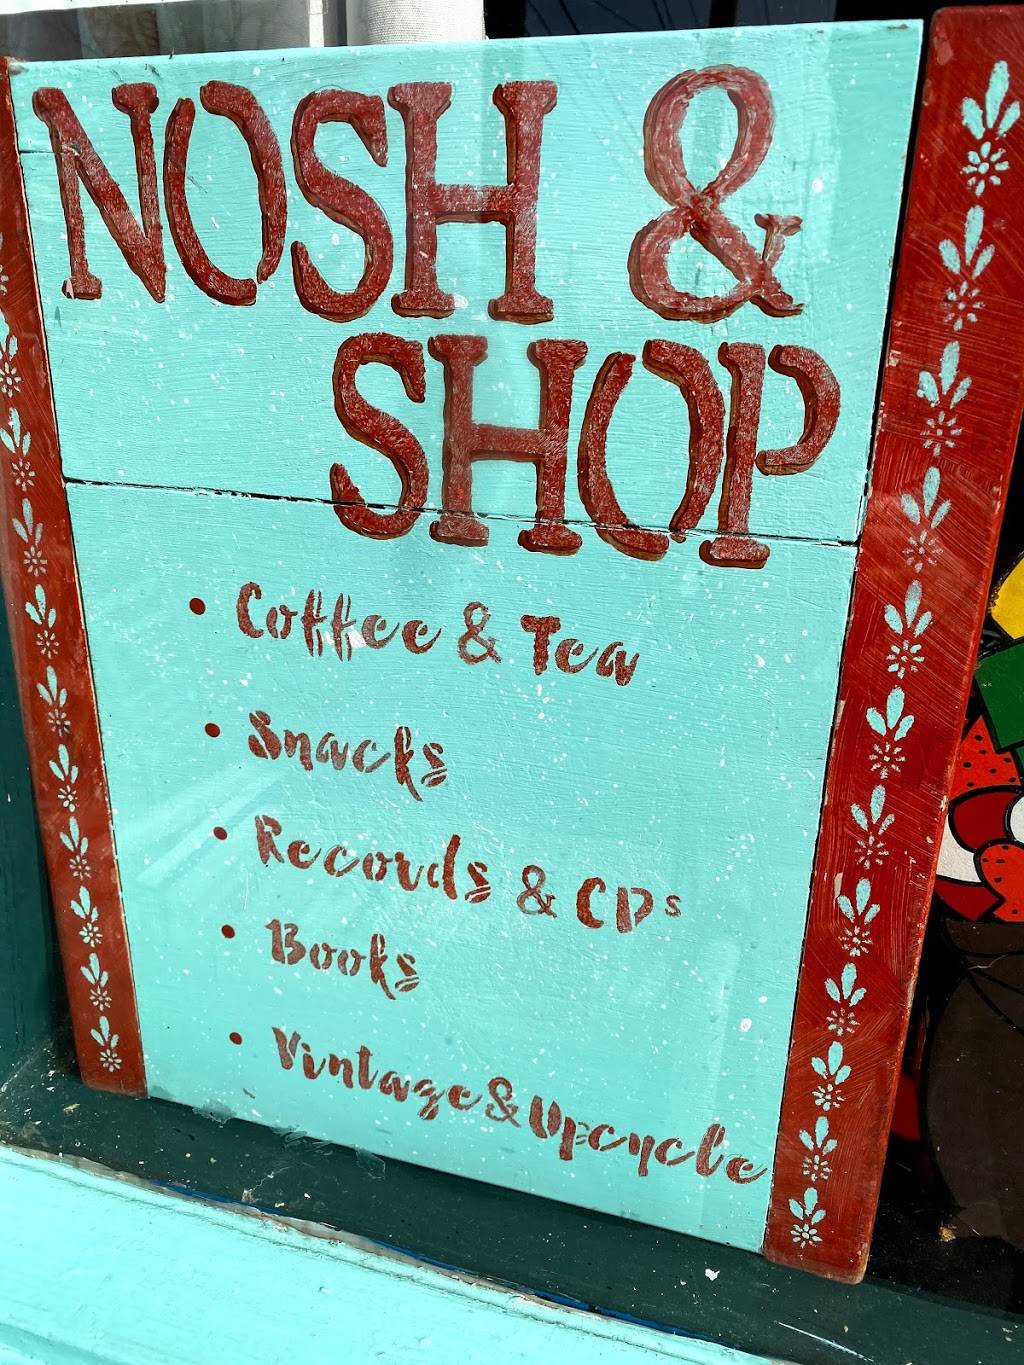 NOSH &
SHOP
• Coffee & Tea
• Snacks
• Records & CDs
• Books
• Vintage & Upcycle